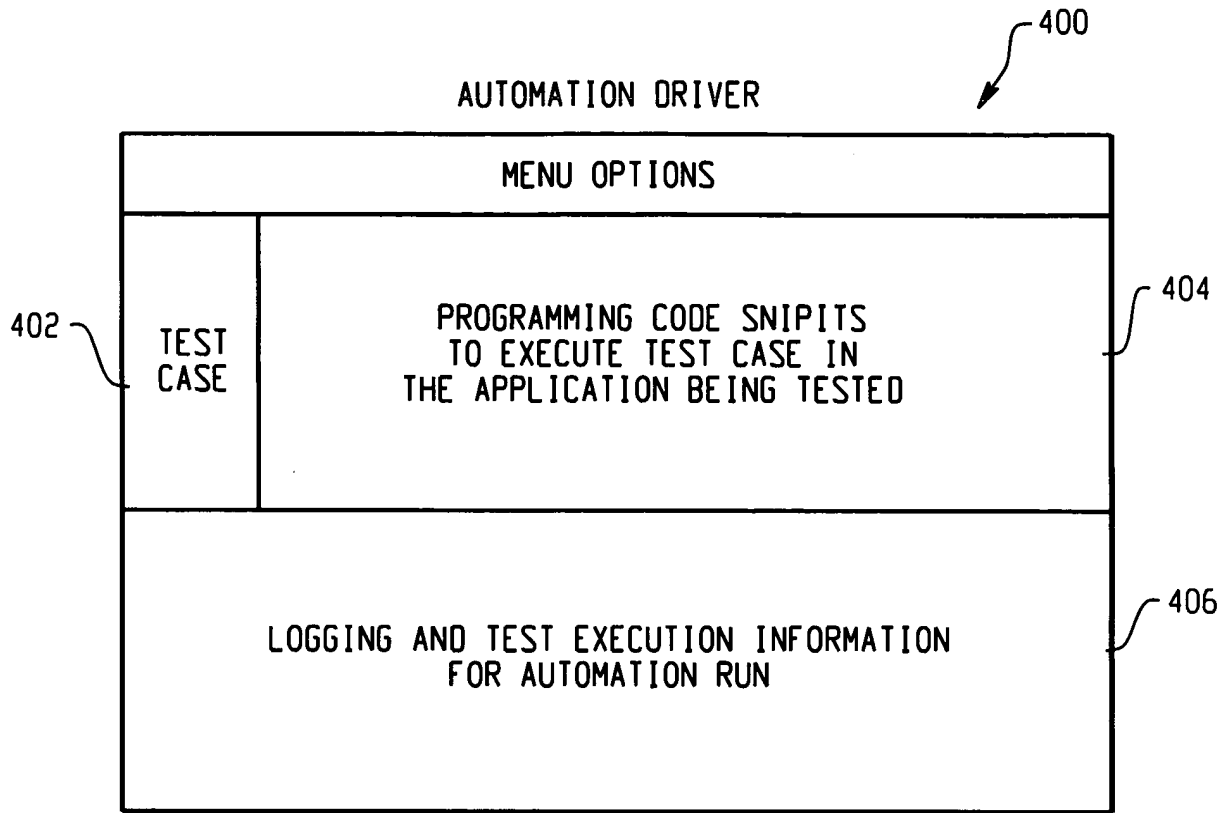 400
AUTOMATION DRIVER
MENU OPTIONS
402
TEST
CASE
PROGRAMMING CODE SNIPITS
TO EXECUTE TEST CASE IN
THE APPLICATION BEING TESTED
404
LOGGING AND TEST EXECUTION INFORMATION
FOR AUTOMATION RUN
406